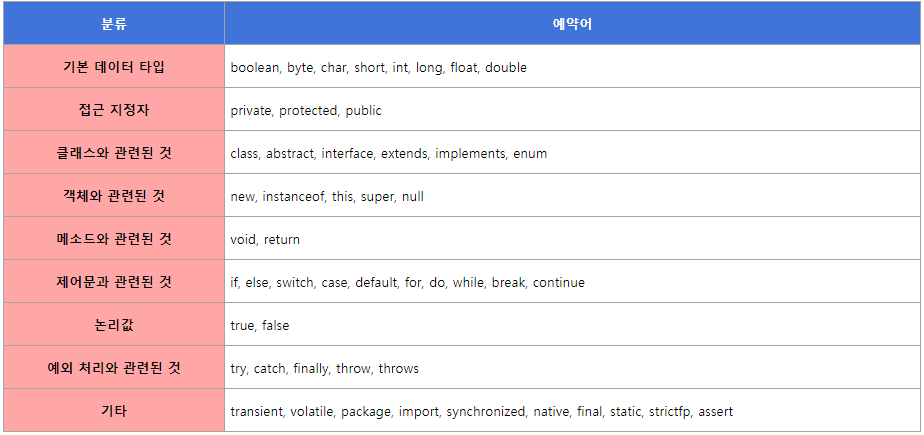 분류 예약어
기본 데이터 타입 boolean, byte, char, short, int, long, float, double
접근 지정자 private, protected, public
클래스와 관련된 것 class, abstract, interface, extends, implements, enum
객체와 관련된 것 new, instanceof, this, super, null
메소드와 관련된 것 void, return
제어문과 관련된 것 if, else, switch, case, default, for, do, while, break, continue
논리값 true, false
예외 처리와 관련된 것 try, catch, finally, throw, throws
기타 transient, volatile, package, import, synchronized, native, final, static, strictfp, assert